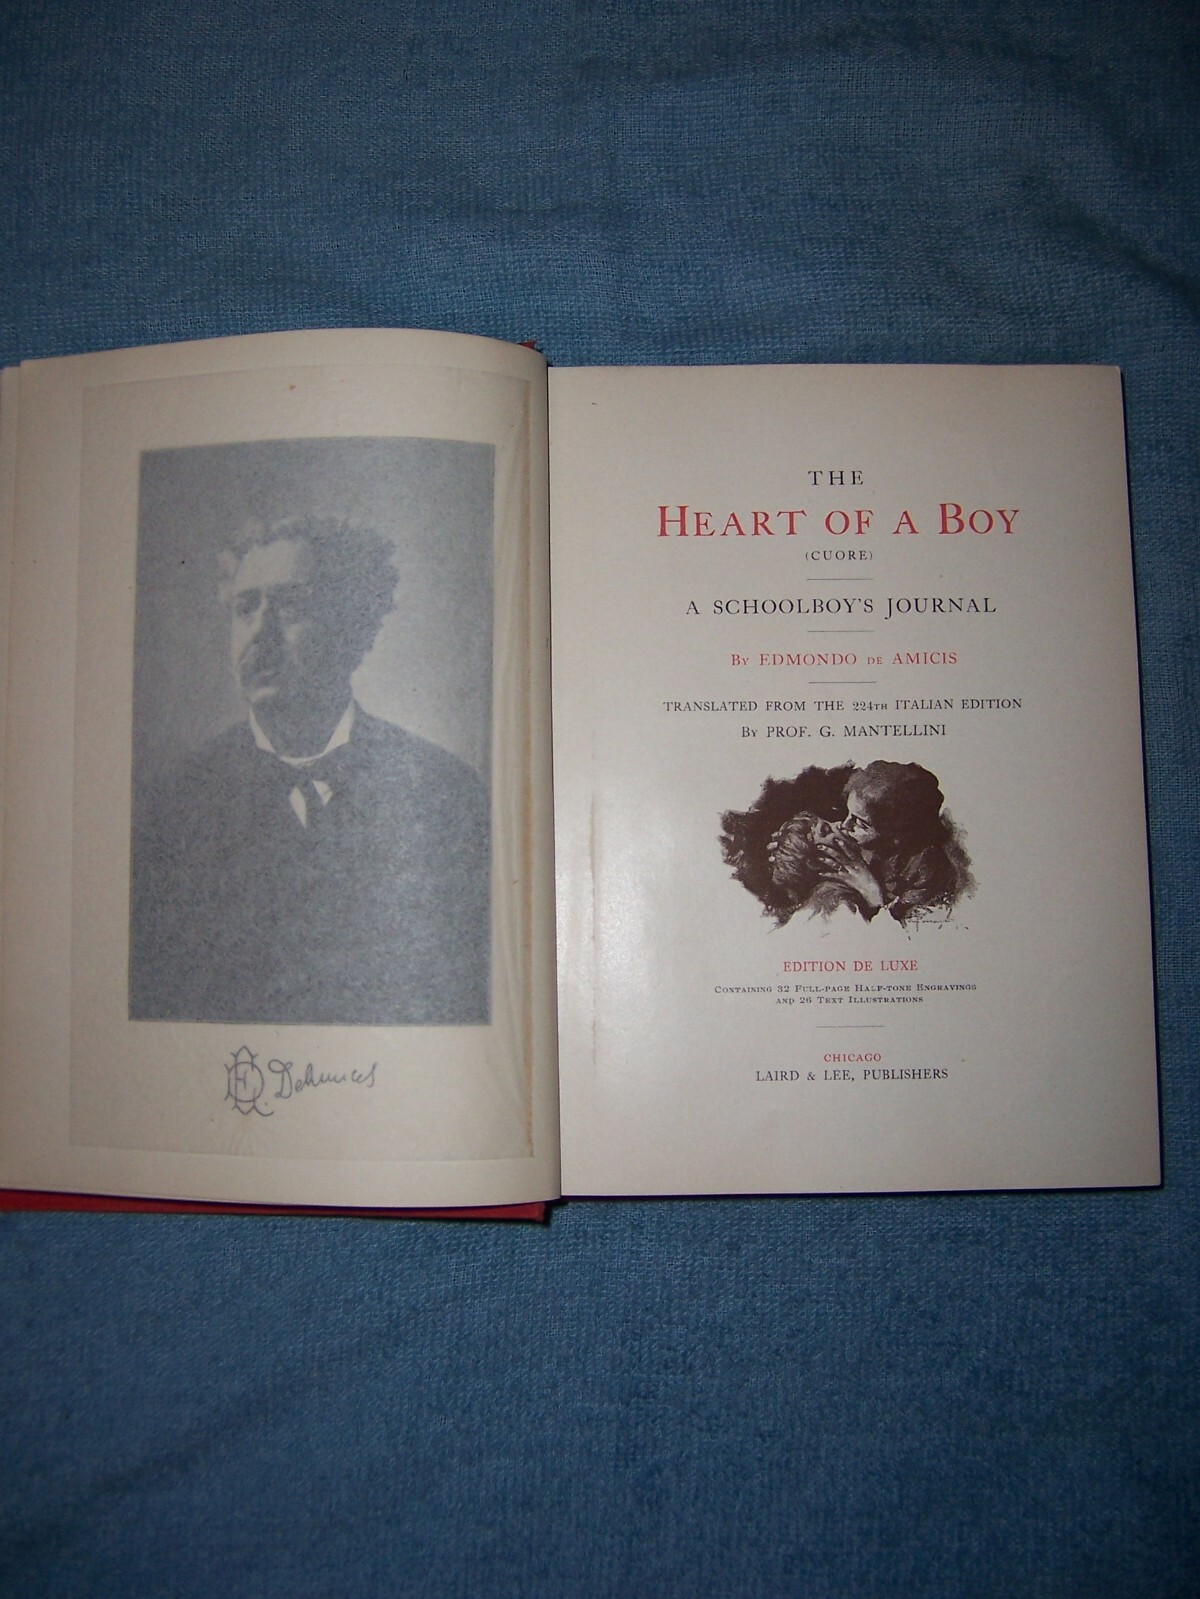 E. DeAmicis
THE
HEART OF A BOY
(CUORE)
A SCHOOLBOY'S JOURNAL
By EDMONDO DE AMICIS
TRANSLATED FROM THE 224TH ITALIAN EDITION
By PROF. G. MANTELLINI
EDITION DE LUXE
CONTAINING 32 FULL-PAGE HALF-TONE ENGRAVINGS
AND 26 TEXT ILLUSTRATIONS
CHICAGO
LAIRD & LEE, PUBLISHERS